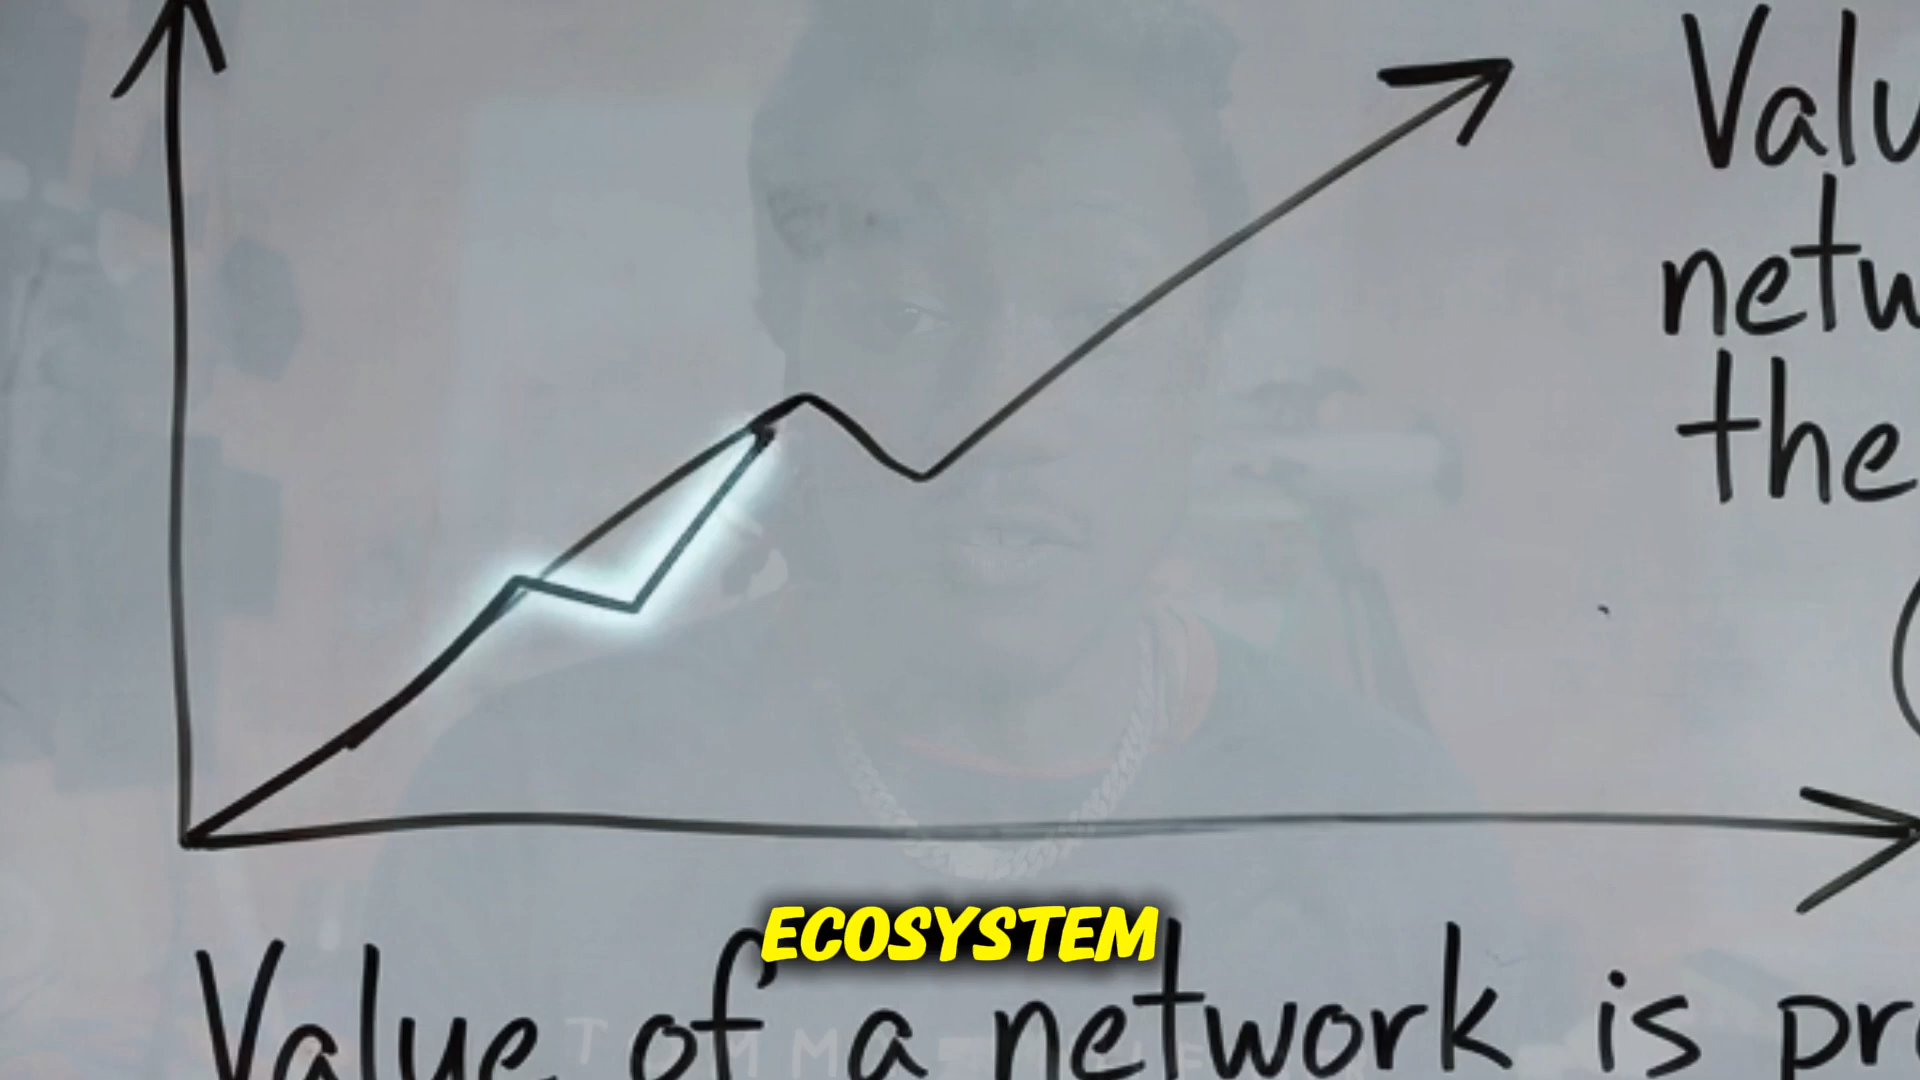 Valu
netw
the
ECOSYSTEM
Value of a network is pr